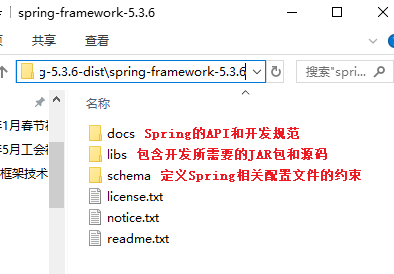 spring-framework-5.3.6
共享
查看
g-5.3.6-dist\spring-framework-5.3.6
搜索"spri...
名称
年1月春节社
年5月工会社
框架技术
docs Spring的API和开发规范
libs 包含开发所需要的JAR包和源码
schema 定义Spring相关配置文件的约束
license.txt
notice.txt
readme.txt